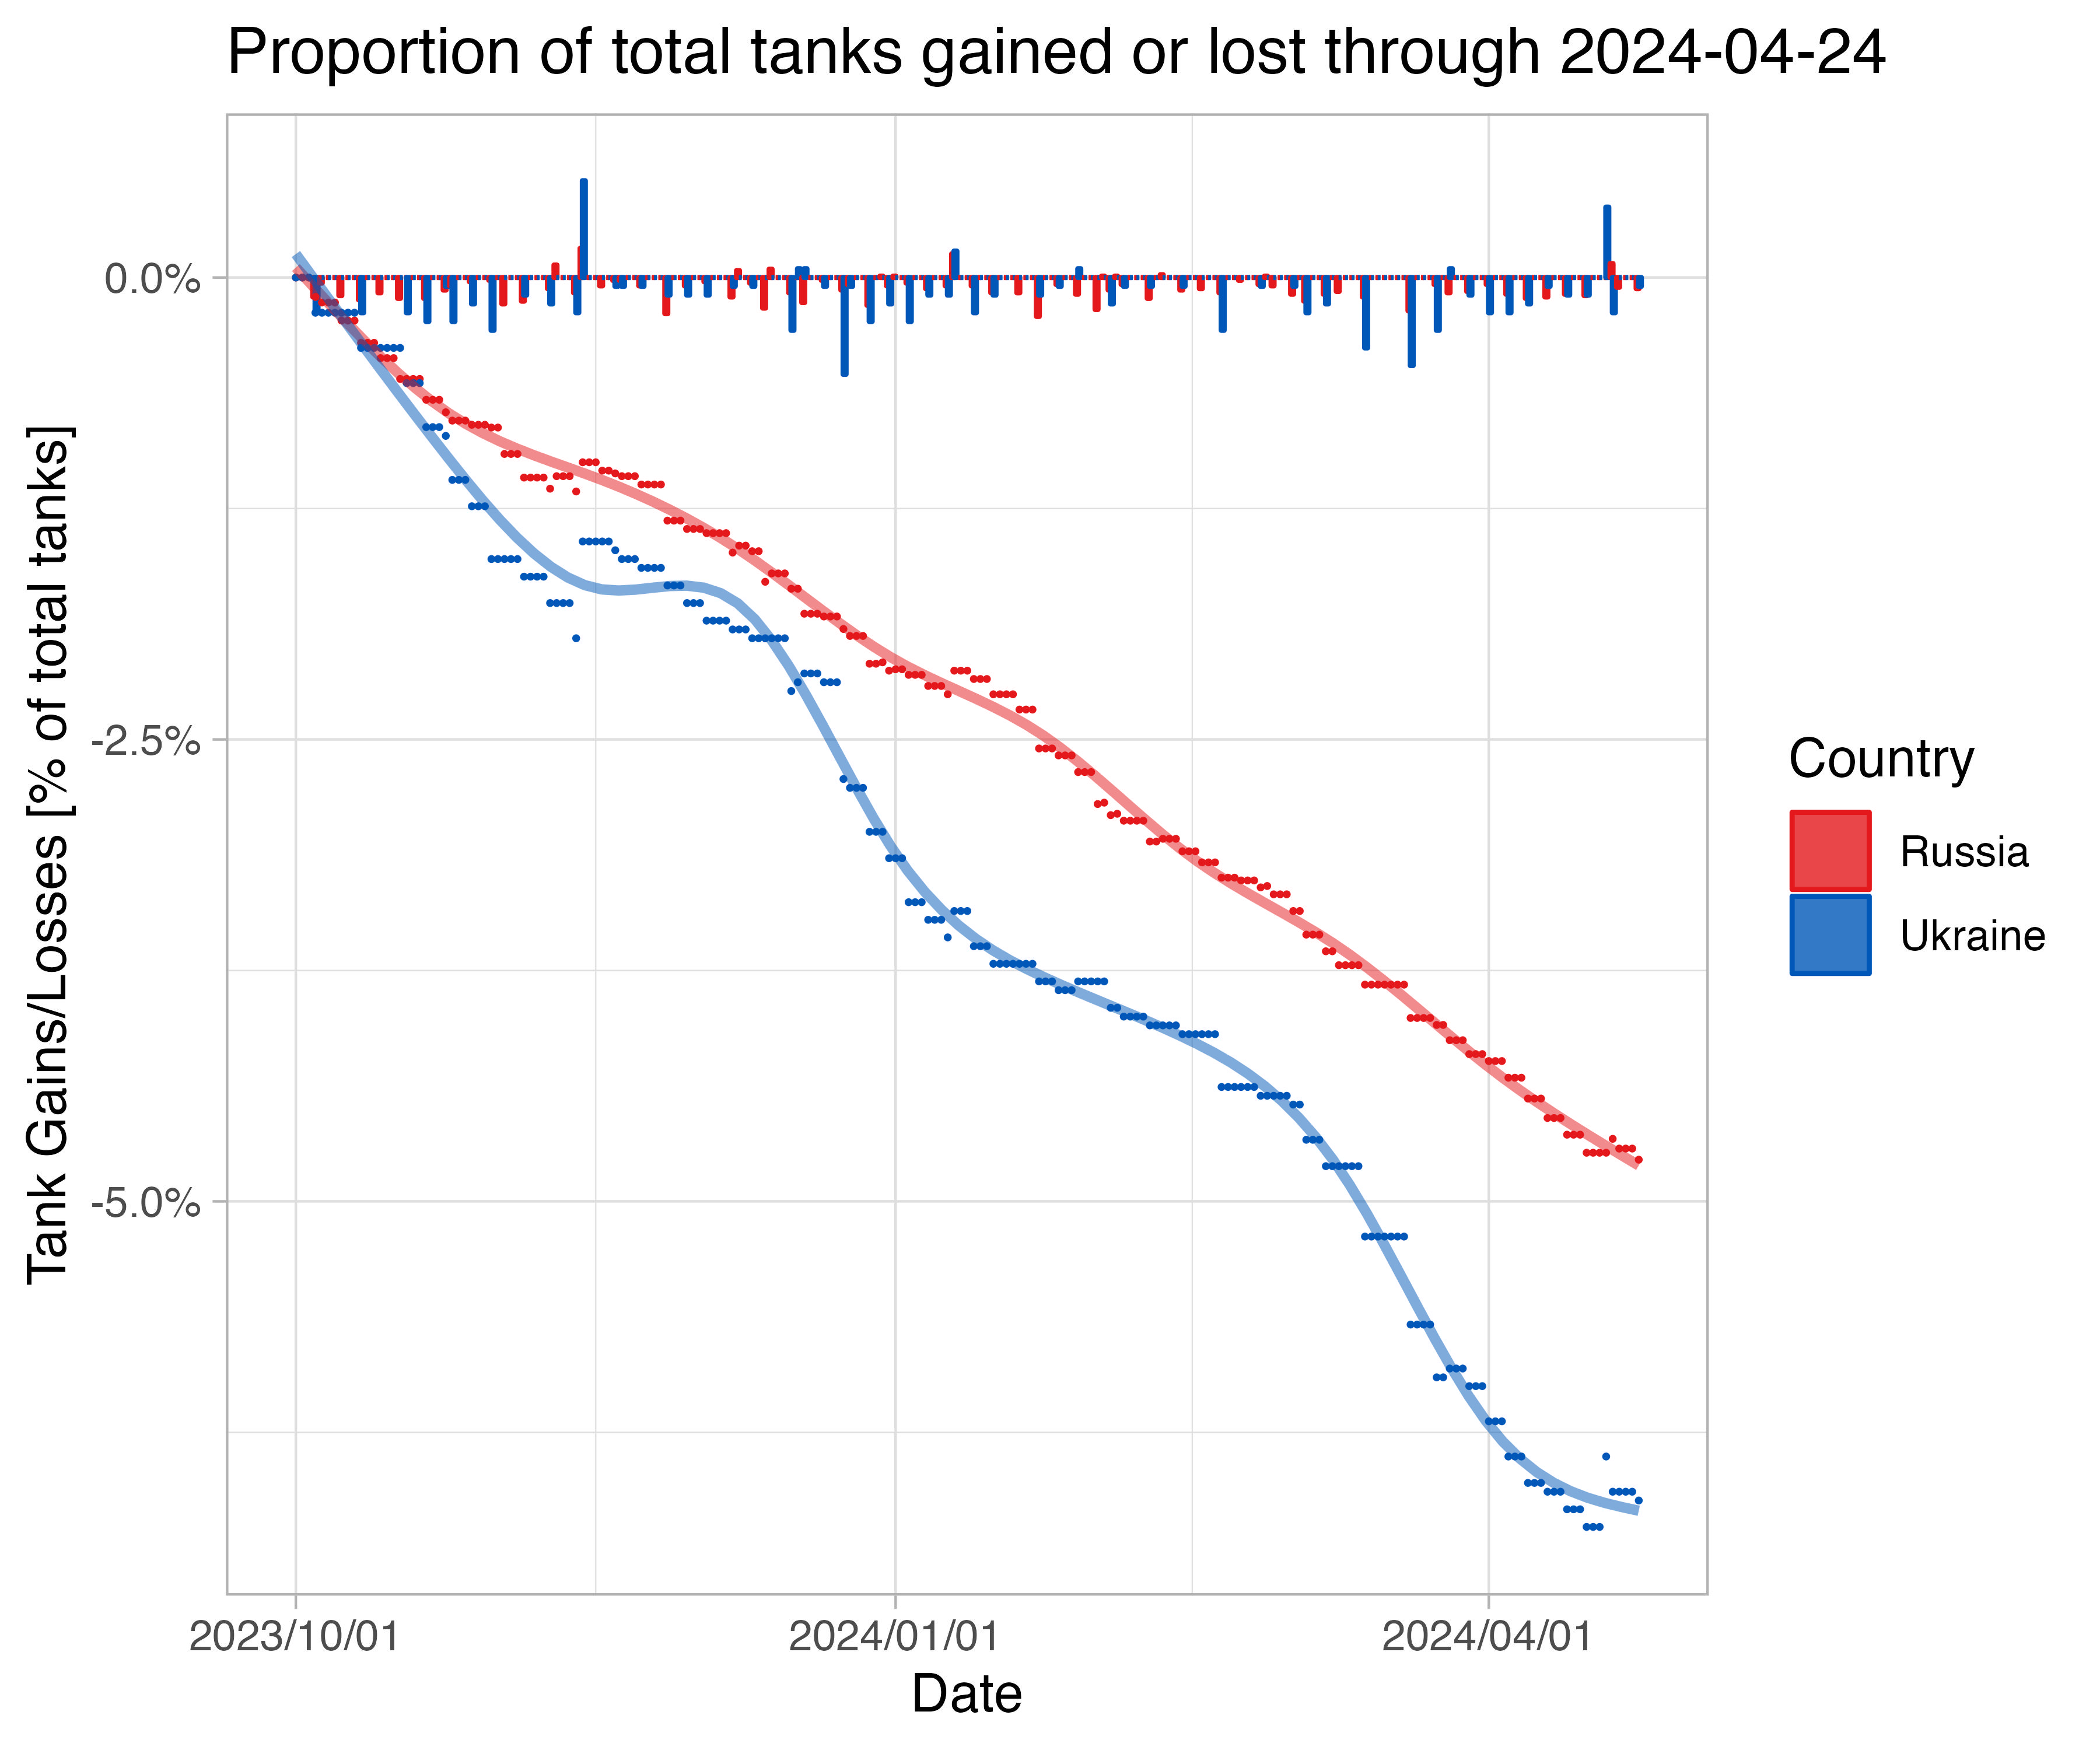 Proportion of total tanks gained or lost through 2024-04-24
Tank Gains/Losses [% of total tanks]
0.0%
-2.5%
-5.0%
2023/10/01
2024/01/01
2024/04/01
Date
Country
Russia
Ukraine